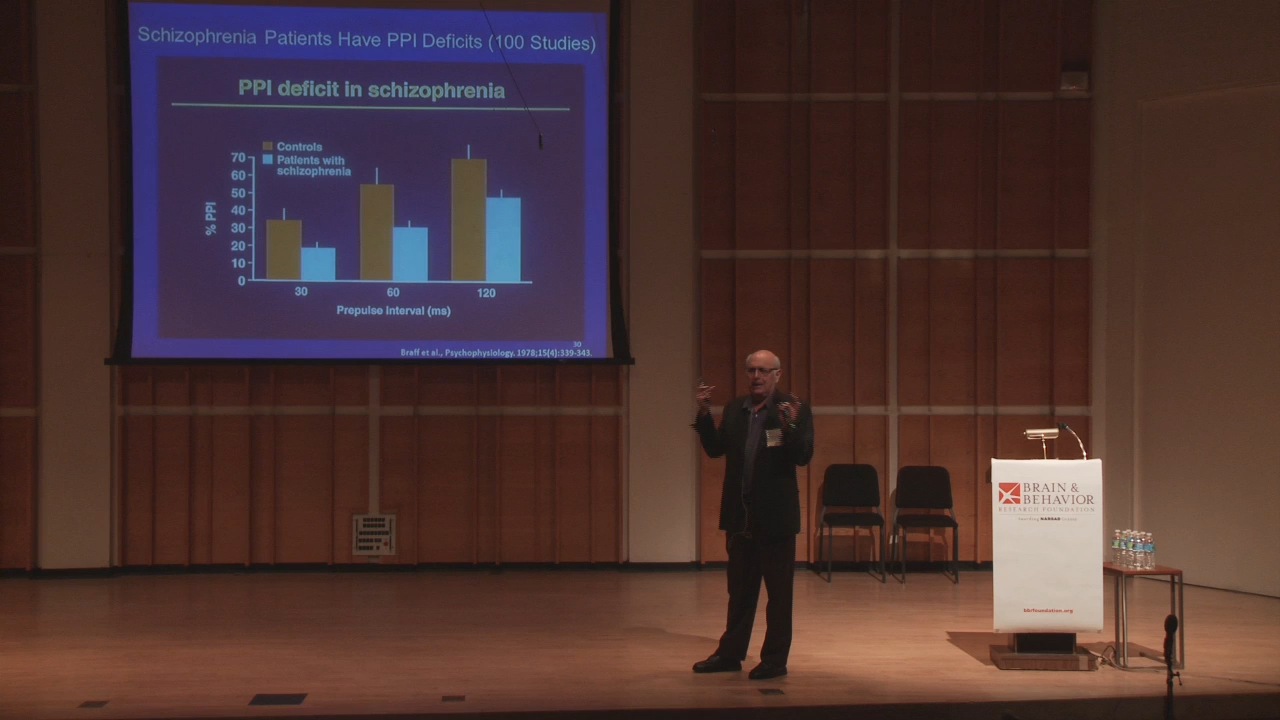 Schizophrenia Patients Have PPI Deficits (100 Studies)
PPI deficit in schizophrenia
Controls
Patients with
schizophrenia
% PPI
70
60
50
40
30
20
10
0
30
60
120
Prepulse Interval (ms)
30
Braff et al., Psychophysiology. 1978;15(4):339-343.
BRAIN &
BEHAVIOR
RESEARCH FOUNDATION
NARSAD
bbrfoundation.org